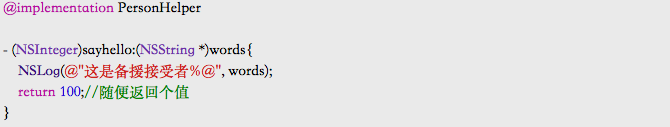 @implementation PersonHelper
- (NSInteger)sayhello:(NSString *)words{
NSLog(@"这是备援接受者%@", words);
return 100;//随便返回个值
}